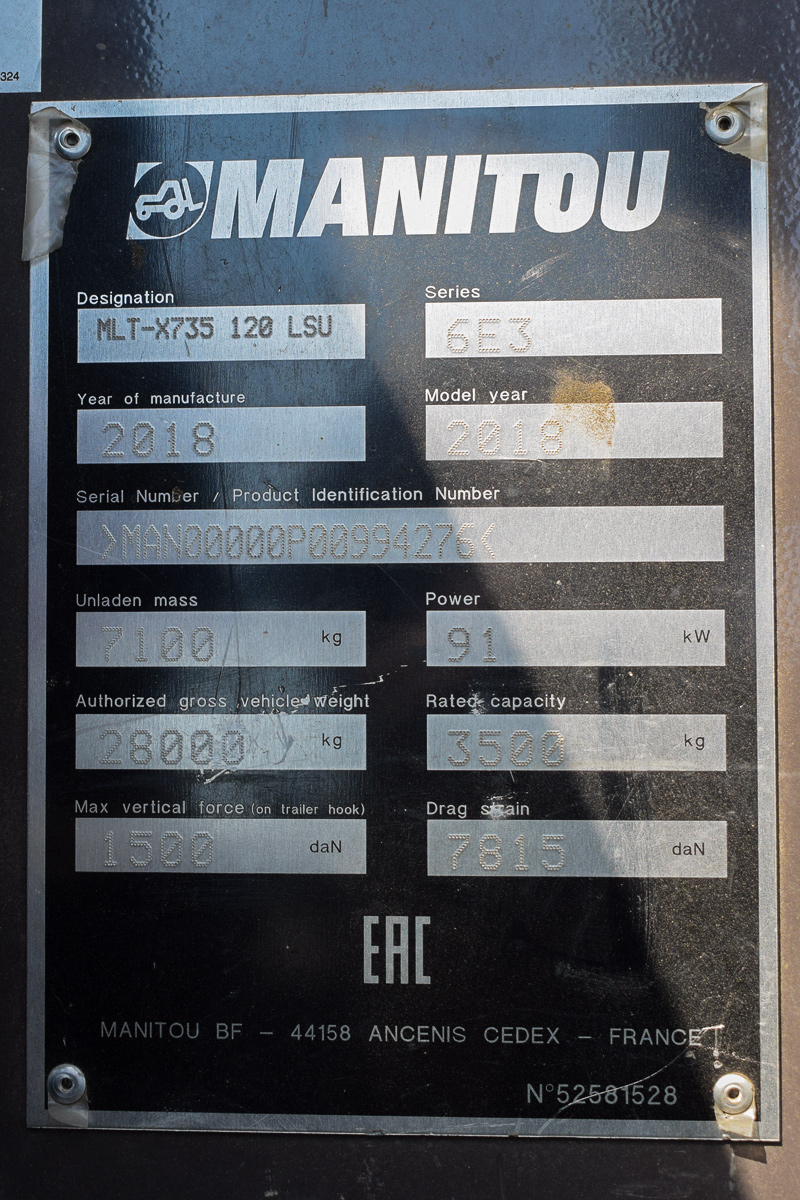 324
MANITOU
Designation
MLT-X735 120 LSU
Series
6E3
Year of manufacture
2018
Model year
2018
Serial Number / Product Identification Number
>MAN00000P00994276<
Unladen mass
7100 kg
Power
91 kW
Authorized gross vehicle weight
28000 kg
Rated capacity
3500 kg
Max vertical force (on trailer hook)
1500 daN
Drag strain
7815 daN
EAC
MANITOU BF – 44158 ANCENIS CEDEX – FRANCE
N°52581528